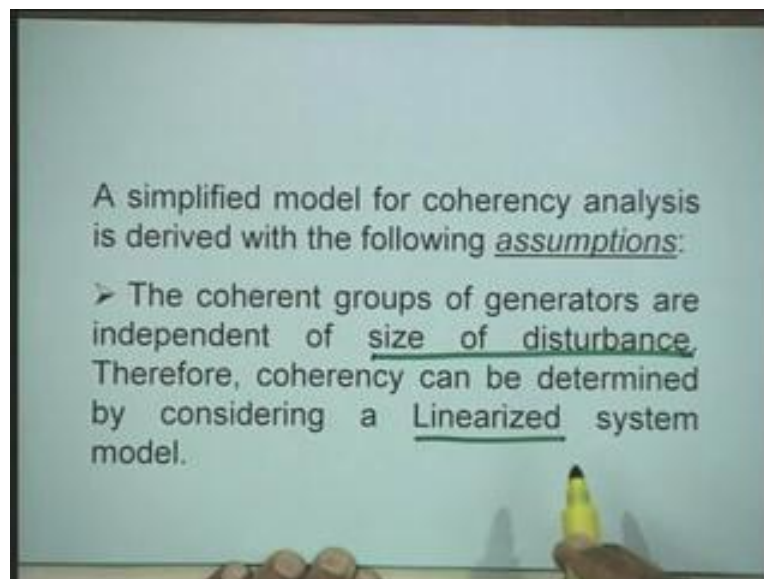 A simplified model for coherency analysis
is derived with the following assumptions:
➢ The coherent groups of generators are
independent of size of disturbance.
Therefore, coherency can be determined
by considering a Linearized system
model.